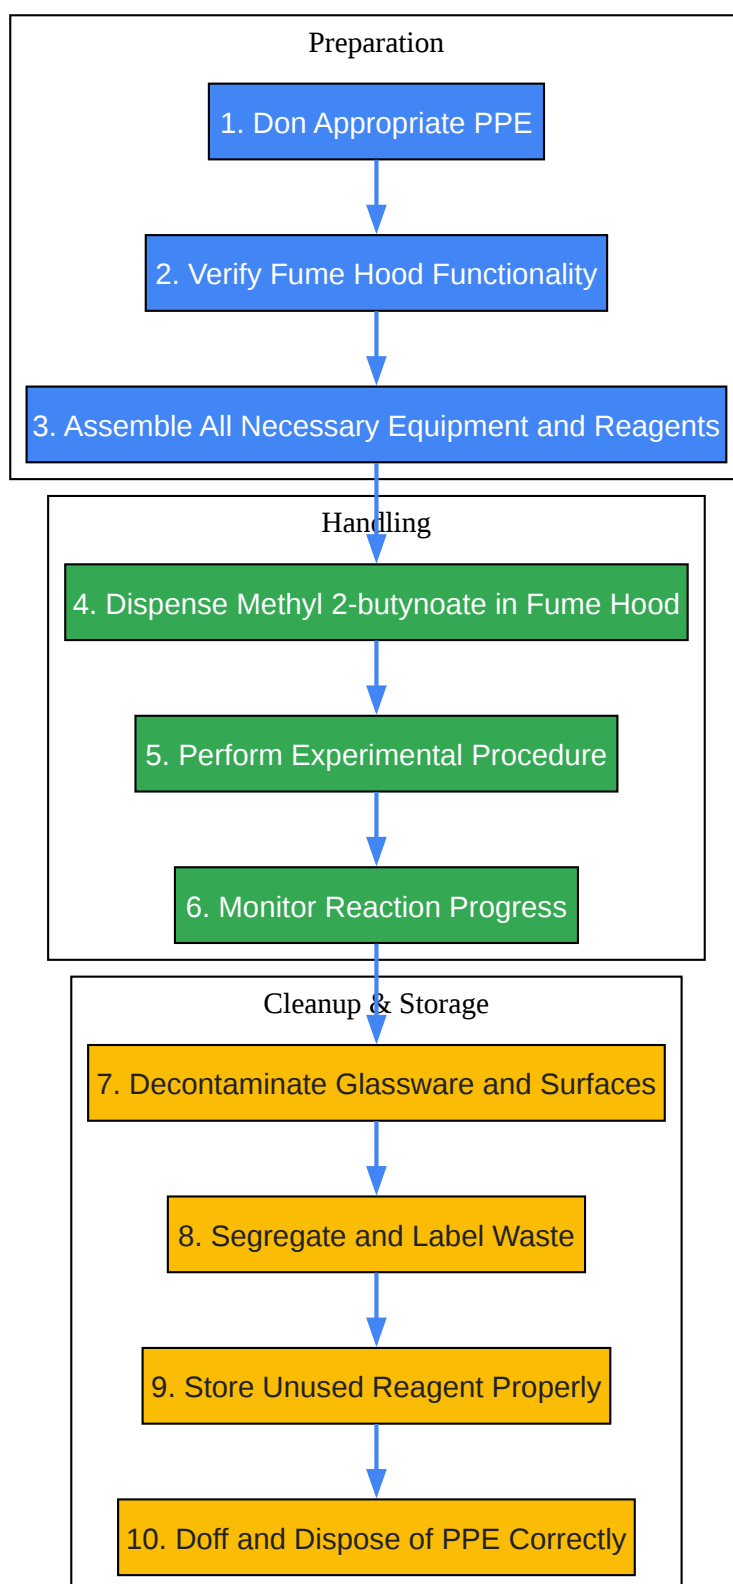 Preparation
1. Don Appropriate PPE
2. Verify Fume Hood Functionality
3. Assemble All Necessary Equipment and Reagents
Handling
4. Dispense Methyl 2-butynoate in Fume Hood
5. Perform Experimental Procedure
6. Monitor Reaction Progress
Cleanup & Storage
7. Decontaminate Glassware and Surfaces
8. Segregate and Label Waste
9. Store Unused Reagent Properly
10. Doff and Dispose of PPE Correctly